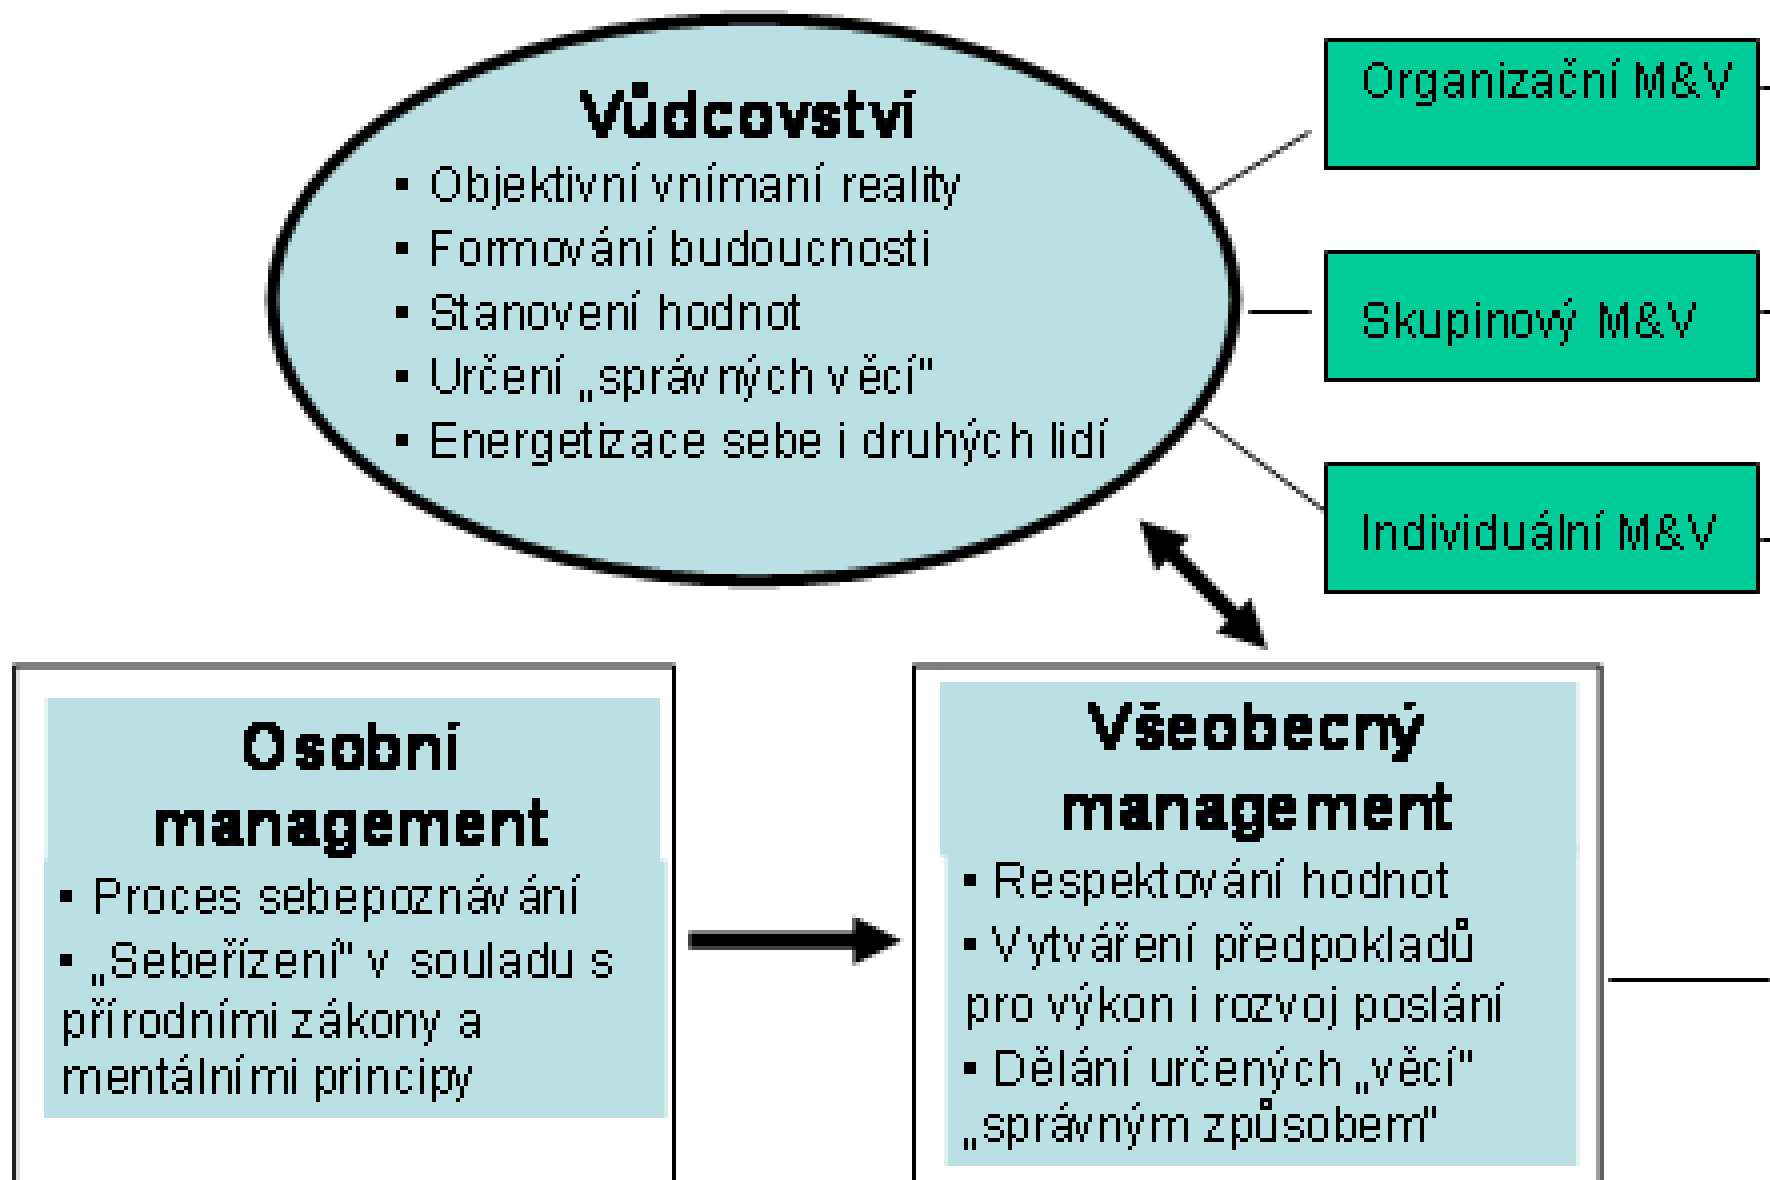 Vůdcovství
▪ Objektivní vnímaní reality
▪ Formování budoucnosti
▪ Stanovení hodnot
▪ Určení „správných věcí"
▪ Energetizace sebe i druhých lidí
Organizační M&V
Skupinový M&V
Individuální M&V
Osobní
management
▪ Proces sebepoznávání
▪ „Sebeřízení" v souladu s
přírodními zákony a
mentálními principy
Všeobecný
management
▪ Respektování hodnot
▪ Vytváření předpokladů
pro výkon i rozvoj poslání
▪ Dělání určených „věcí"
„správným způsobem"